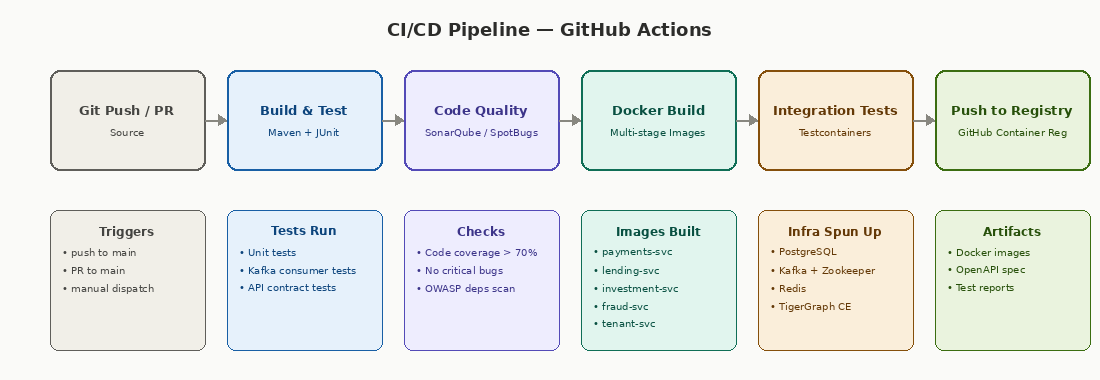 CI/CD Pipeline — GitHub Actions
Git Push / PR
Source
Build & Test
Maven + JUnit
Code Quality
SonarQube / SpotBugs
Docker Build
Multi-stage Images
Integration Tests
Testcontainers
Push to Registry
GitHub Container Reg
Triggers
• push to main
• PR to main
• manual dispatch
Tests Run
• Unit tests
• Kafka consumer tests
• API contract tests
Checks
• Code coverage > 70%
• No critical bugs
• OWASP deps scan
Images Built
• payments-svc
• lending-svc
• investment-svc
• fraud-svc
• tenant-svc
Infra Spun Up
• PostgreSQL
• Kafka + Zookeeper
• Redis
• TigerGraph CE
Artifacts
• Docker images
• OpenAPI spec
• Test reports